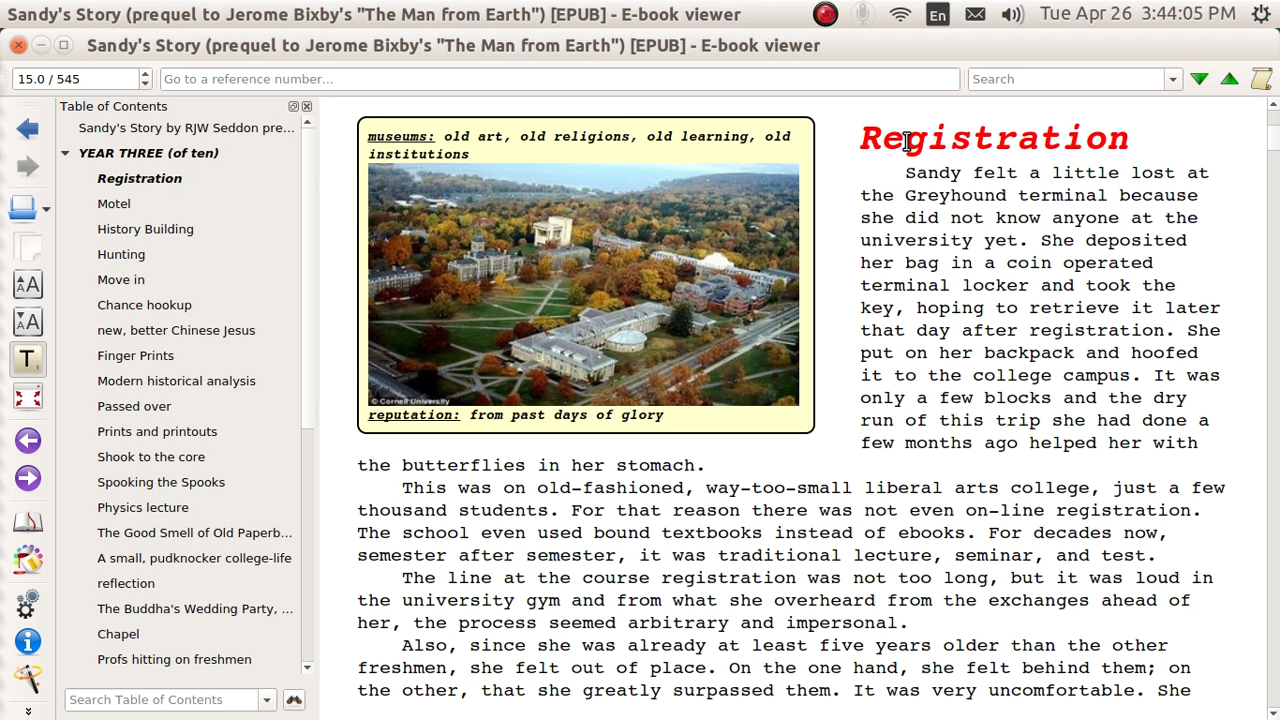 Sandy's Story (prequel to Jerome Bixby's "The Man from Earth") [EPUB] - E-book viewer
En
Tue Apr 26 3:44:05 PM
Sandy's Story (prequel to Jerome Bixby's "The Man from Earth") [EPUB] - E-book viewer
15.0 / 545
Go to a reference number...
Search
Table of Contents
Sandy's Story by RJW Seddon pre...
YEAR THREE (of ten)
Registration
Motel
History Building
Hunting
Move in
Chance hookup
new, better Chinese Jesus
Finger Prints
Modern historical analysis
Passed over
Prints and printouts
Shook to the core
Spooking the Spooks
Physics lecture
The Good Smell of Old Paperb...
A small, pudknocker college-life
reflection
The Buddha's Wedding Party, ...
Chapel
Profs hitting on freshmen
Search Table of Contents
A A
A A
T
museums: old art, old religions, old learning, old
institutions
© Cornell University
reputation: from past days of glory
Registration
Sandy felt a little lost at
the Greyhound terminal because
she did not know anyone at the
university yet. She deposited
her bag in a coin operated
terminal locker and took the
key, hoping to retrieve it later
that day after registration. She
put on her backpack and hoofed
it to the college campus. It was
only a few blocks and the dry
run of this trip she had done a
few months ago helped her with
the butterflies in her stomach.
This was on old-fashioned, way-too-small liberal arts college, just a few
thousand students. For that reason there was not even on-line registration.
The school even used bound textbooks instead of ebooks. For decades now,
semester after semester, it was traditional lecture, seminar, and test.
The line at the course registration was not too long, but it was loud in
the university gym and from what she overheard from the exchanges ahead of
her, the process seemed arbitrary and impersonal.
Also, since she was already at least five years older than the other
freshmen, she felt out of place. On the one hand, she felt behind them; on
the other, that she greatly surpassed them. It was very uncomfortable. She